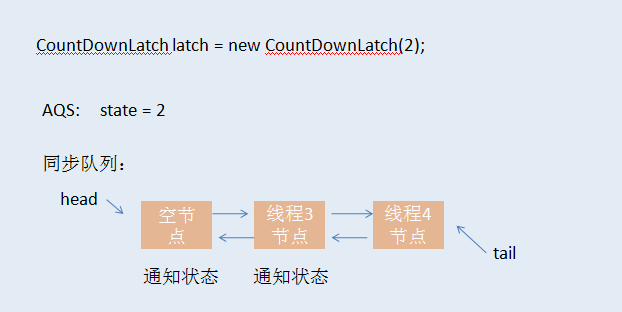 CountDownLatch latch = new CountDownLatch(2);
AQS: state = 2
同步队列：
head
空节
点
线程3
节点
线程4
节点
tail
通知状态
通知状态